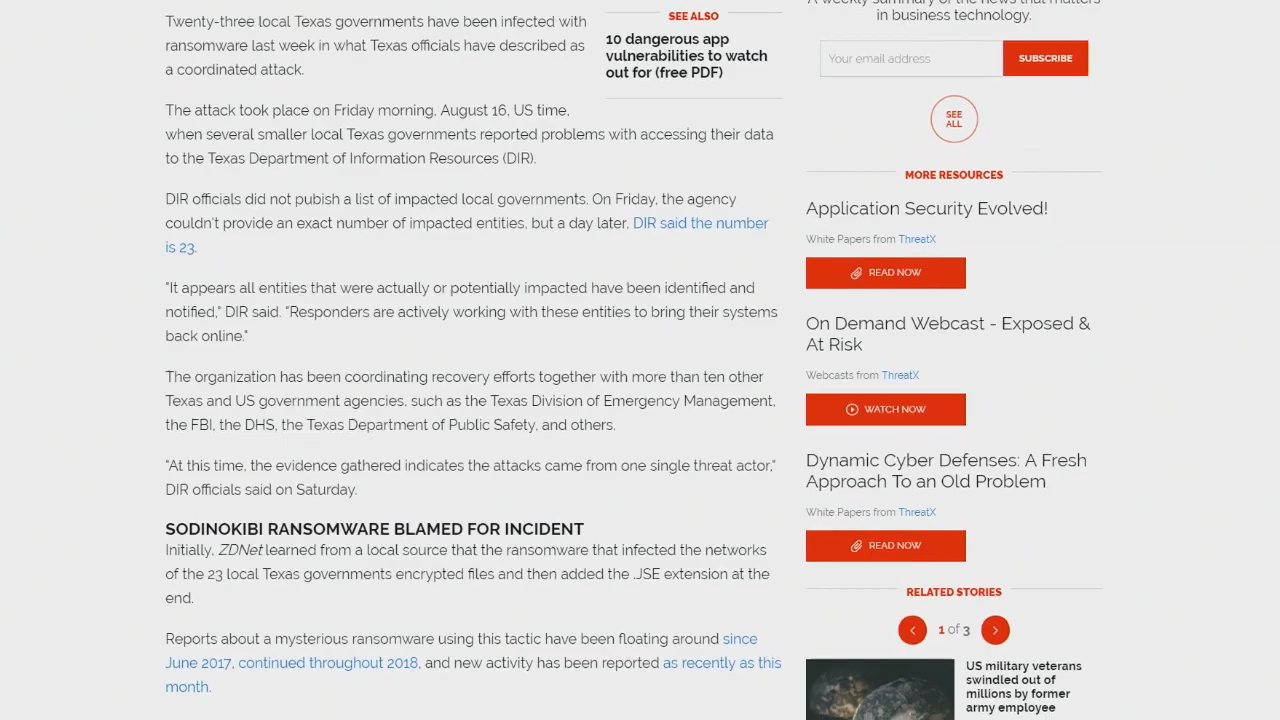 Twenty-three local Texas governments have been infected with
ransomware last week in what Texas officials have described as
a coordinated attack.
The attack took place on Friday morning, August 16, US time,
when several smaller local Texas governments reported problems with accessing their data
to the Texas Department of Information Resources (DIR).
DIR officials did not pubish a list of impacted local governments. On Friday, the agency
couldn't provide an exact number of impacted entities, but a day later, DIR said the number
is 23.
"It appears all entities that were actually or potentially impacted have been identified and
notified," DIR said. "Responders are actively working with these entities to bring their systems
back online."
The organization has been coordinating recovery efforts together with more than ten other
Texas and US government agencies, such as the Texas Division of Emergency Management,
the FBI, the DHS, the Texas Department of Public Safety, and others.
"At this time, the evidence gathered indicates the attacks came from one single threat actor,"
DIR officials said on Saturday.
SODINOKIBI RANSOMWARE BLAMED FOR INCIDENT
Initially, ZDNet learned from a local source that the ransomware that infected the networks
of the 23 local Texas governments encrypted files and then added the .JSE extension at the
end.
Reports about a mysterious ransomware using this tactic have been floating around since
June 2017, continued throughout 2018, and new activity has been reported as recently as this
month.
SEE ALSO
10 dangerous app
vulnerabilities to watch
out for (free PDF)
A weekly summary of the news that matters
in business technology.
Your email address
SUBSCRIBE
SEE
ALL
MORE RESOURCES
Application Security Evolved!
White Papers from ThreatX
READ NOW
On Demand Webcast - Exposed &
At Risk
Webcasts from ThreatX
WATCH NOW
Dynamic Cyber Defenses: A Fresh
Approach To an Old Problem
White Papers from ThreatX
READ NOW
RELATED STORIES
1 of 3
US military veterans
swindled out of
millions by former
army employee